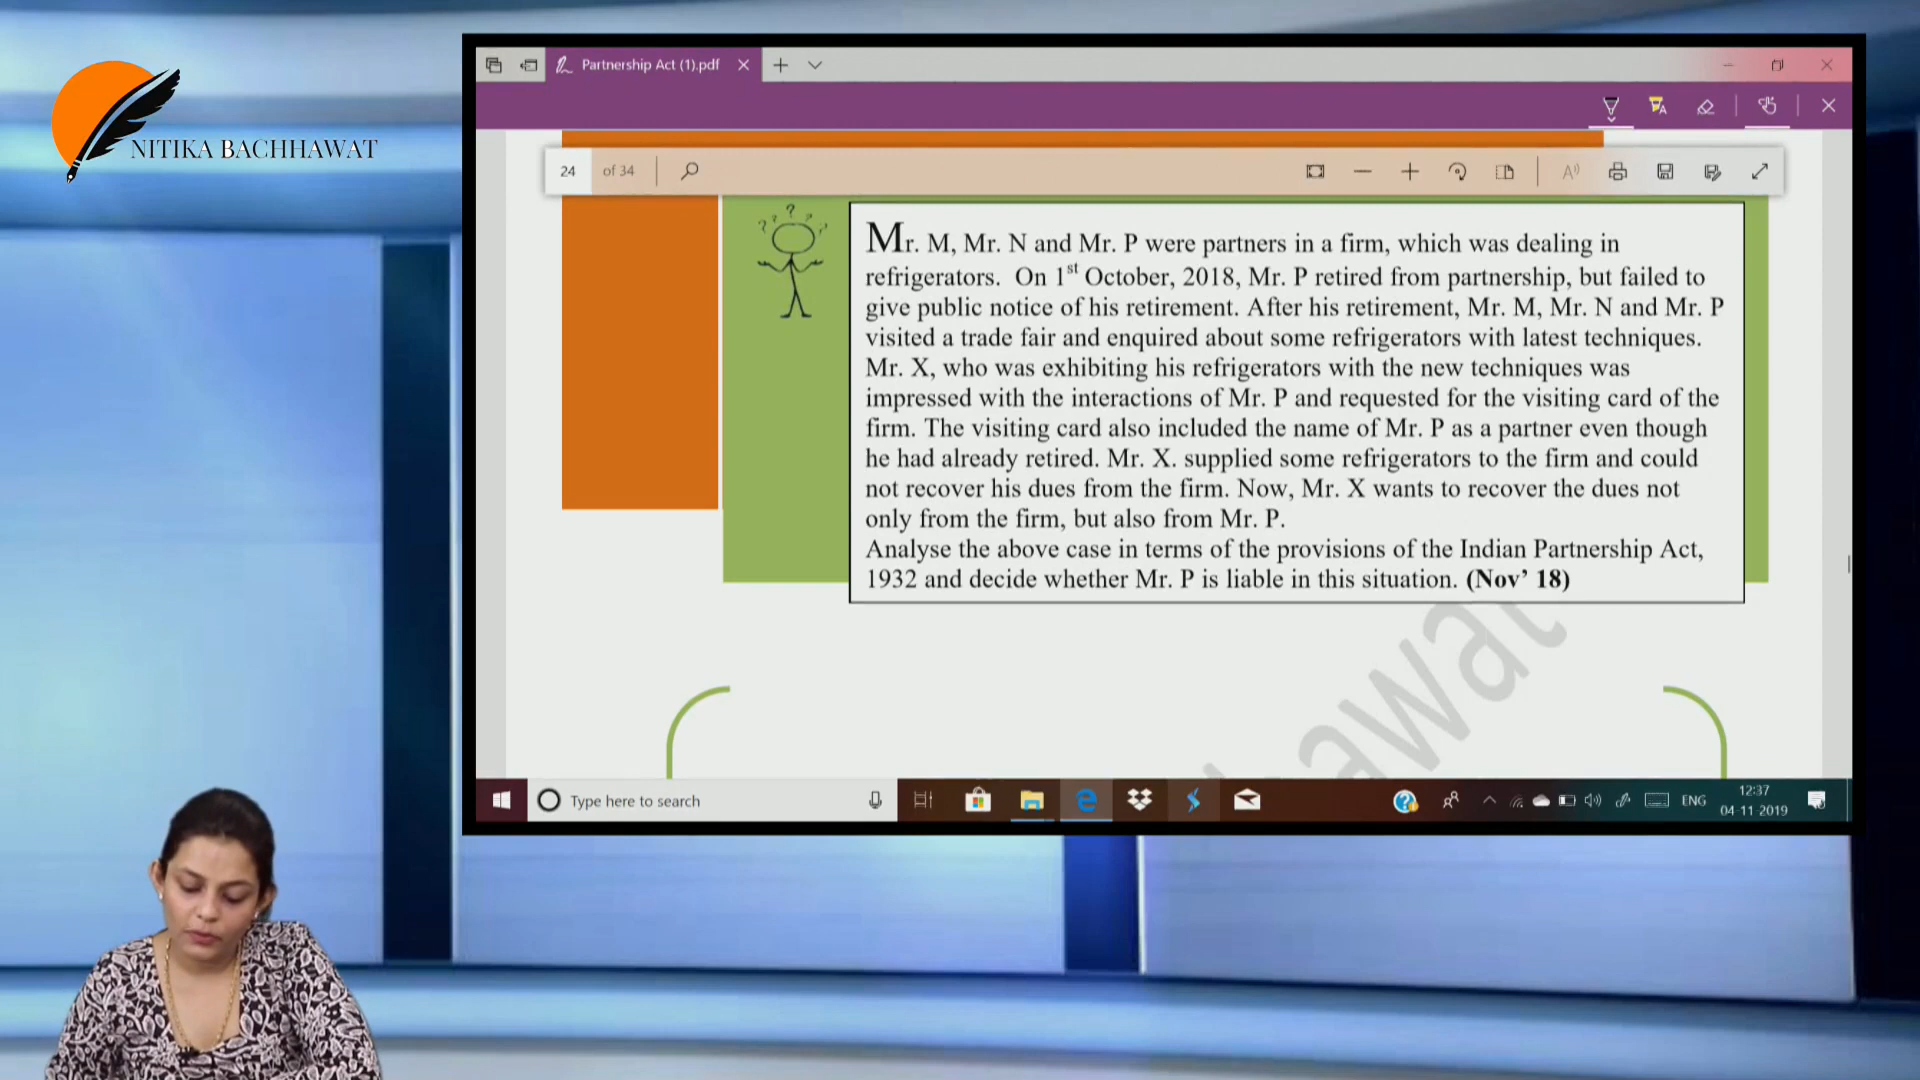 NITIKA BACHHAWAT
Partnership Act (1).pdf
24 of 34
Mr. M, Mr. N and Mr. P were partners in a firm, which was dealing in
refrigerators. On 1st October, 2018, Mr. P retired from partnership, but failed to
give public notice of his retirement. After his retirement, Mr. M, Mr. N and Mr. P
visited a trade fair and enquired about some refrigerators with latest techniques.
Mr. X, who was exhibiting his refrigerators with the new techniques was
impressed with the interactions of Mr. P and requested for the visiting card of the
firm. The visiting card also included the name of Mr. P as a partner even though
he had already retired. Mr. X. supplied some refrigerators to the firm and could
not recover his dues from the firm. Now, Mr. X wants to recover the dues not
only from the firm, but also from Mr. P.
Analyse the above case in terms of the provisions of the Indian Partnership Act,
1932 and decide whether Mr. P is liable in this situation. (Nov’ 18)
Type here to search
ENG
12:37
04-11-2019